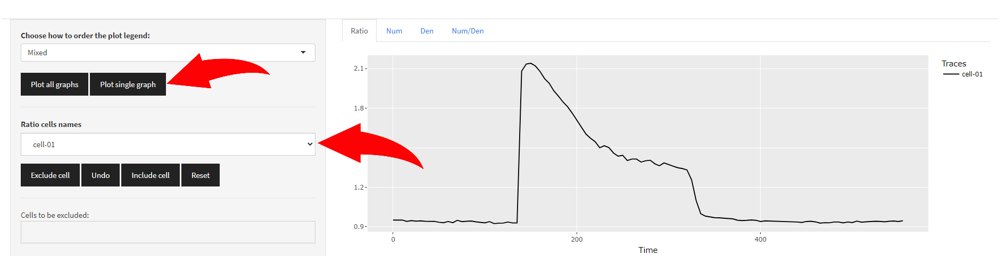 Choose how to order the plot legend:
Mixed
Plot all graphs Plot single graph
Ratio cells names
cell-01
Exclude cell Undo Include cell Reset
Cells to be excluded:
Ratio Num Den Num/Den
2.1
1.8
1.2
0.9
0 200 400
Time
Traces
cell-01